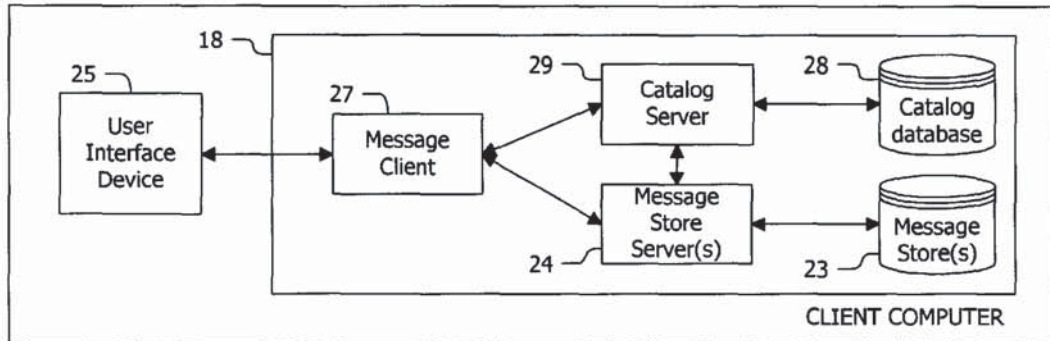 18
25
User
Interface
Device
27
Message
Client
29
Catalog
Server
28
Catalog
database
Message
Store
Server(s)
24
Message
Store(s)
23
CLIENT COMPUTER